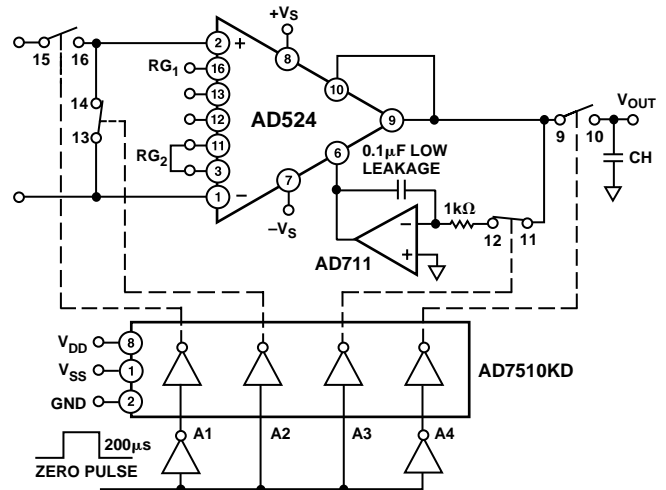 +VS
15 16
2 +
8
RG1
16
10
VOUT
14
13
12
AD524
9
9 10
13
11
6
0.1µF LOW
LEAKAGE
CH
RG2
3
7
1kΩ
1 –
–VS
–
12 11
+
AD711
VDD 8
VSS 1
AD7510KD
GND 2
A1 A2 A3 A4
200µs
ZERO PULSE